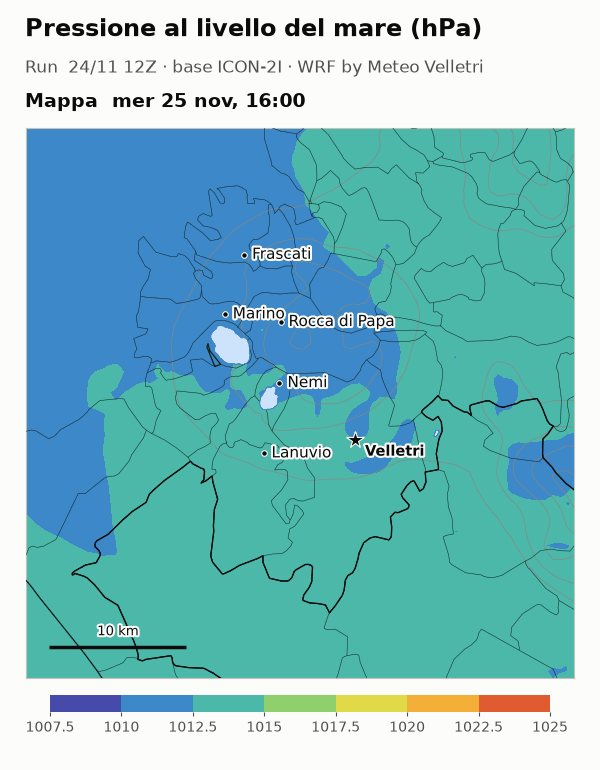 Pressione al livello del mare (hPa)
Run  24/11 12Z · base ICON-2I · WRF by Meteo Velletri
Mappa  mer 25 nov, 16:00
Frascati
Marino
Rocca di Papa
Nemi
Velletri
Lanuvio
10 km
1007.5 1010 1012.5 1015 1017.5 1020 1022.5 1025